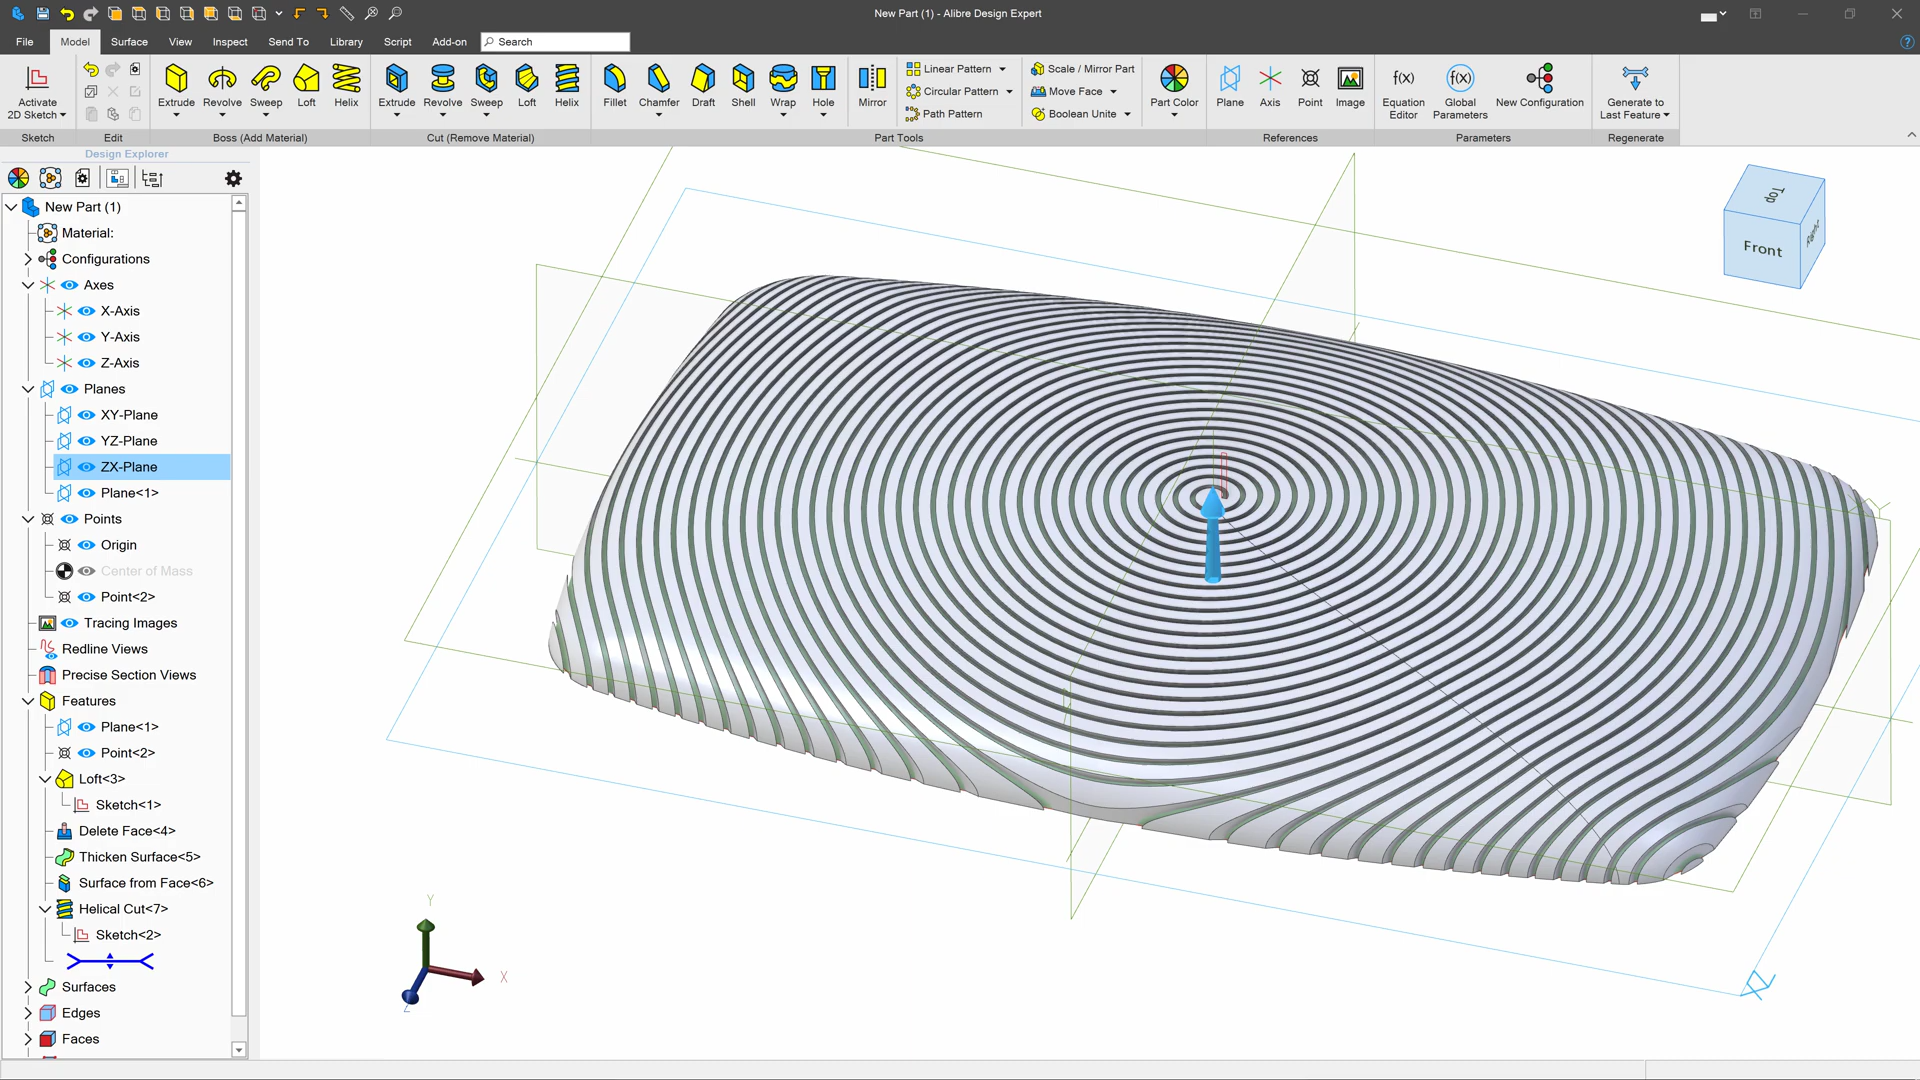 New Part (1) - Alibre Design Expert
File Model Surface View Inspect Send To Library Script Add-on Search
Activate 2D Sketch
Extrude Revolve Sweep Loft Helix
Extrude Revolve Sweep Loft Helix
Fillet Chamfer Draft Shell Wrap Hole Mirror
Linear Pattern
Circular Pattern
Path Pattern
Scale / Mirror Part
Move Face
Boolean Unite
Part Color
Plane Axis Point Image
f(x) Equation Editor
f(x) Global Parameters
New Configuration
Generate to Last Feature
Sketch Edit Boss (Add Material) Cut (Remove Material) Part Tools References Parameters Regenerate
Design Explorer
New Part (1)
Material:
Configurations
Axes
X-Axis
Y-Axis
Z-Axis
Planes
XY-Plane
YZ-Plane
ZX-Plane
Plane<1>
Points
Origin
Center of Mass
Point<2>
Tracing Images
Redline Views
Precise Section Views
Features
Plane<1>
Point<2>
Loft<3>
Sketch<1>
Delete Face<4>
Thicken Surface<5>
Surface from Face<6>
Helical Cut<7>
Sketch<2>
Surfaces
Edges
Faces
Top
Front
Right
Y
X
Z